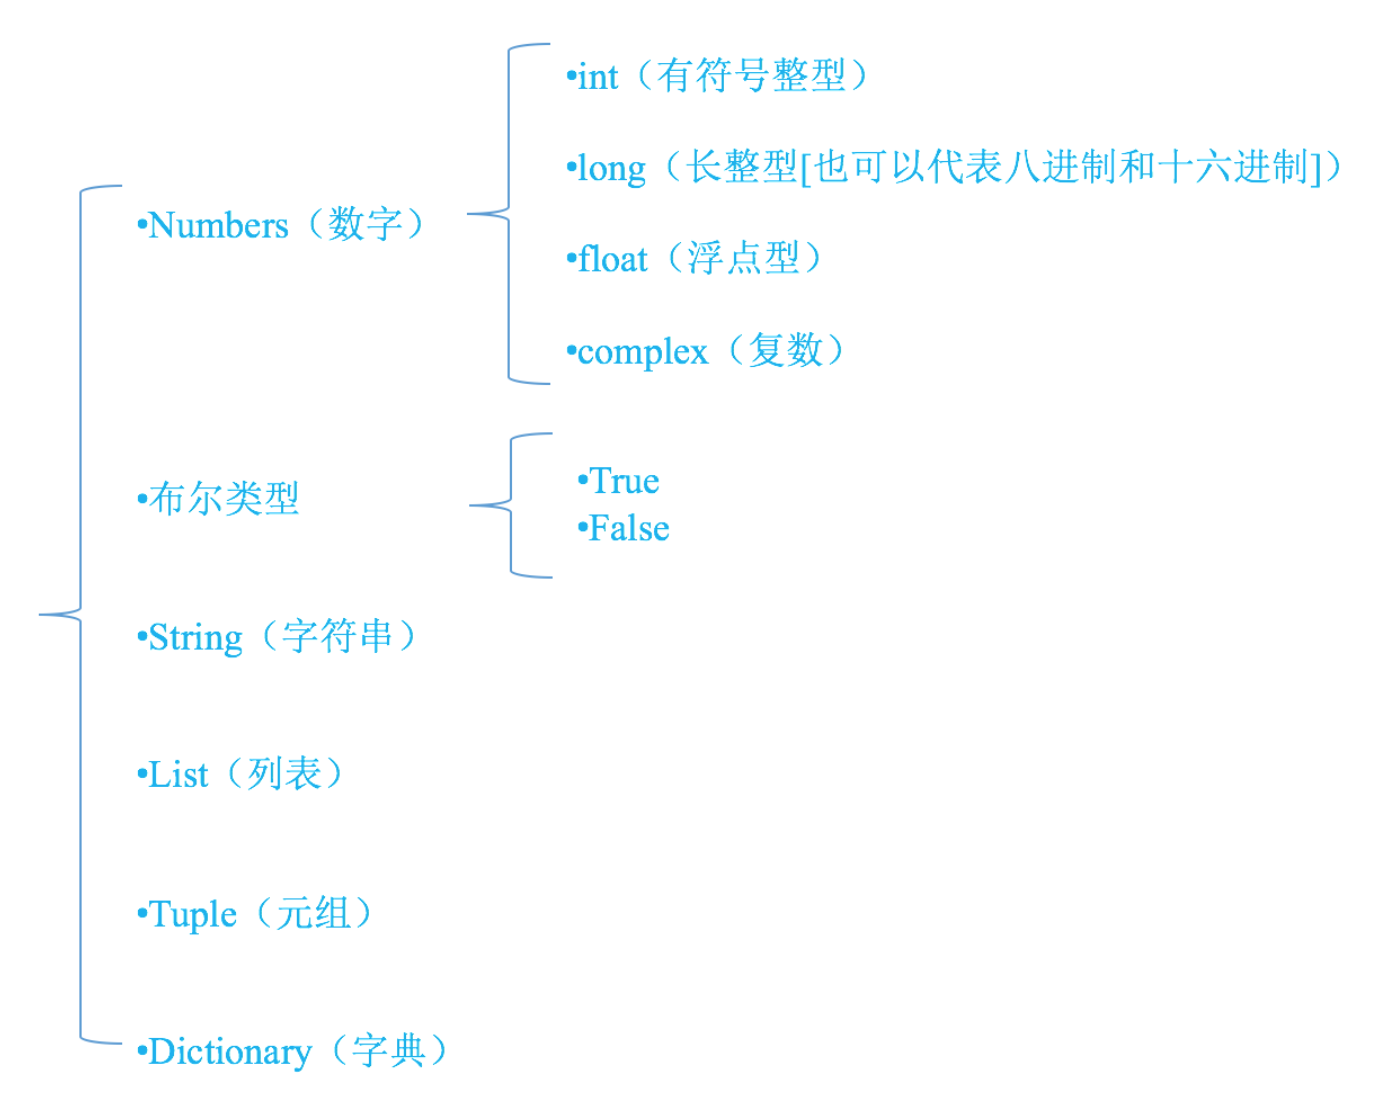 •Numbers（数字）
•int（有符号整型）
•long（长整型[也可以代表八进制和十六进制]）
•float（浮点型）
•complex（复数）
•布尔类型
•True
•False
•String（字符串）
•List（列表）
•Tuple（元组）
•Dictionary（字典）